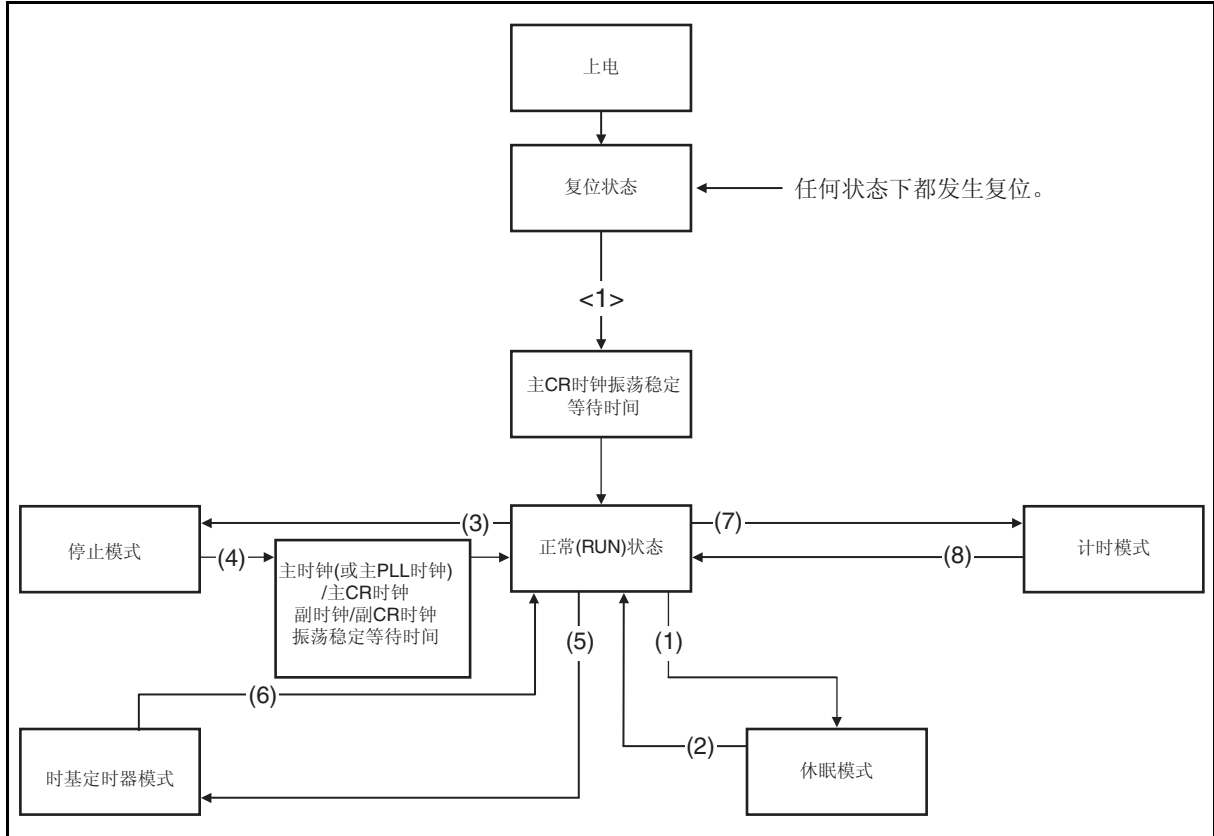 上电
复位状态
任何状态下都发生复位。
<1>
主CR时钟振荡稳定
等待时间
停止模式
(3)
正常(RUN)状态
(7)
计时模式
(4)
(8)
主时钟(或主PLL时钟)
/主CR时钟
副时钟/副CR时钟
振荡稳定等待时间
(5)
(1)
(6)
(2)
时基定时器模式
休眠模式